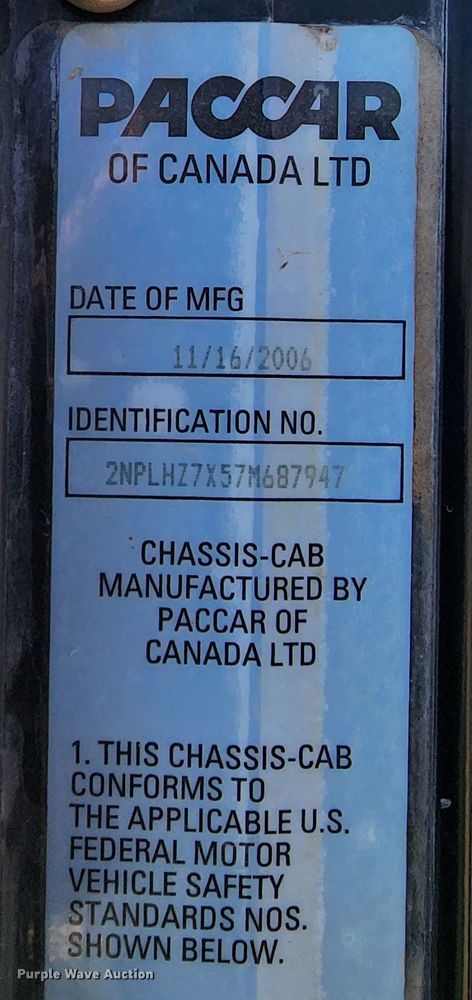 PACCAR
OF CANADA LTD
DATE OF MFG
11/16/2006
IDENTIFICATION NO.
2NPLHZ7X57M687947
CHASSIS-CAB
MANUFACTURED BY
PACCAR OF
CANADA LTD
1. THIS CHASSIS-CAB
CONFORMS TO
THE APPLICABLE U.S.
FEDERAL MOTOR
VEHICLE SAFETY
STANDARDS NOS.
SHOWN BELOW.
Purple Wave Auction